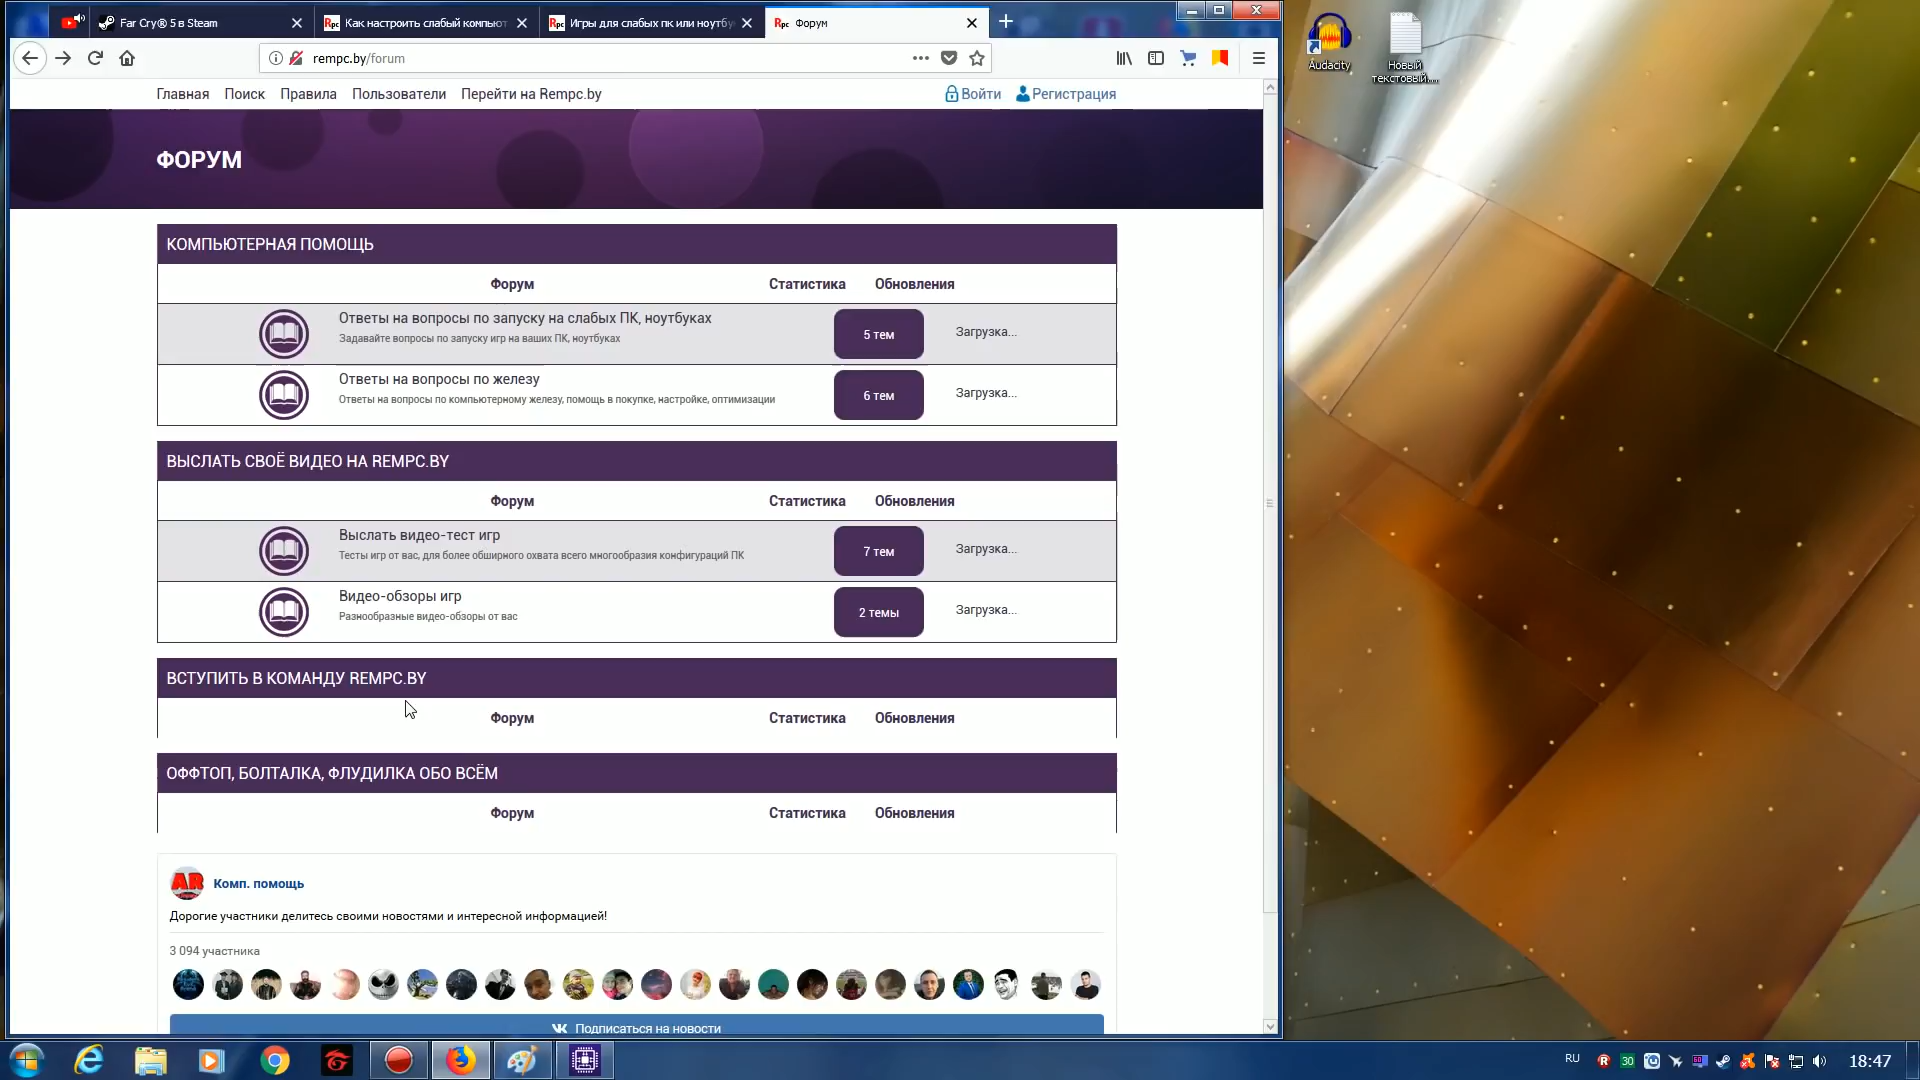 Far Cry® 5 в Steam
Как настроить слабый компьют
Игры для слабых пк или ноутбу
Форум
rempc.by/forum
Audacity
Новый
текстовый...
Главная Поиск Правила Пользователи Перейти на Rempc.by Войти Регистрация
ФОРУМ
КОМПЬЮТЕРНАЯ ПОМОЩЬ
Форум Статистика Обновления
Ответы на вопросы по запуску на слабых ПК, ноутбуках
Задавайте вопросы по запуску игр на ваших ПК, ноутбуках
5 тем
Загрузка...
Ответы на вопросы по железу
Ответы на вопросы по компьютерному железу, помощь в покупке, настройке, оптимизации
6 тем
Загрузка...
ВЫСЛАТЬ СВОЁ ВИДЕО НА REMPC.BY
Форум Статистика Обновления
Выслать видео-тест игр
Тесты игр от вас, для более обширного охвата всего многообразия конфигураций ПК
7 тем
Загрузка...
Видео-обзоры игр
Разнообразные видео-обзоры от вас
2 темы
Загрузка...
ВСТУПИТЬ В КОМАНДУ REMPC.BY
Форум Статистика Обновления
ОФФТОП, БОЛТАЛКА, ФЛУДИЛКА ОБО ВСЁМ
Форум Статистика Обновления
AR
Комп. помощь
Дорогие участники делитесь своими новостями и интересной информацией!
3 094 участника
Подписаться на новости
RU
30
60
18:47